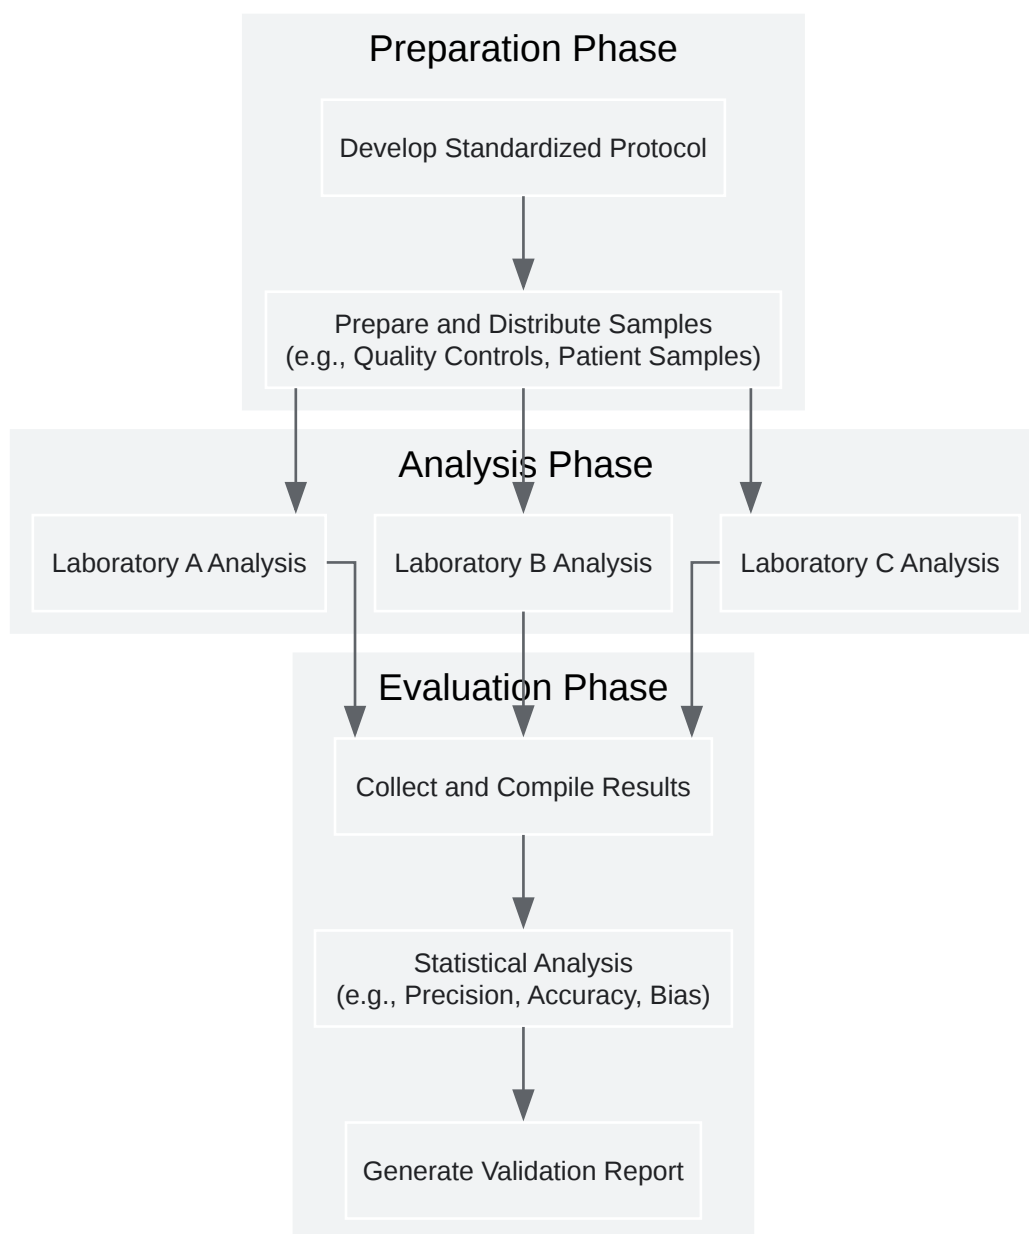 Preparation Phase
Develop Standardized Protocol
Prepare and Distribute Samples
(e.g., Quality Controls, Patient Samples)
Analysis Phase
Laboratory A Analysis
Laboratory B Analysis
Laboratory C Analysis
Evaluation Phase
Collect and Compile Results
Statistical Analysis
(e.g., Precision, Accuracy, Bias)
Generate Validation Report